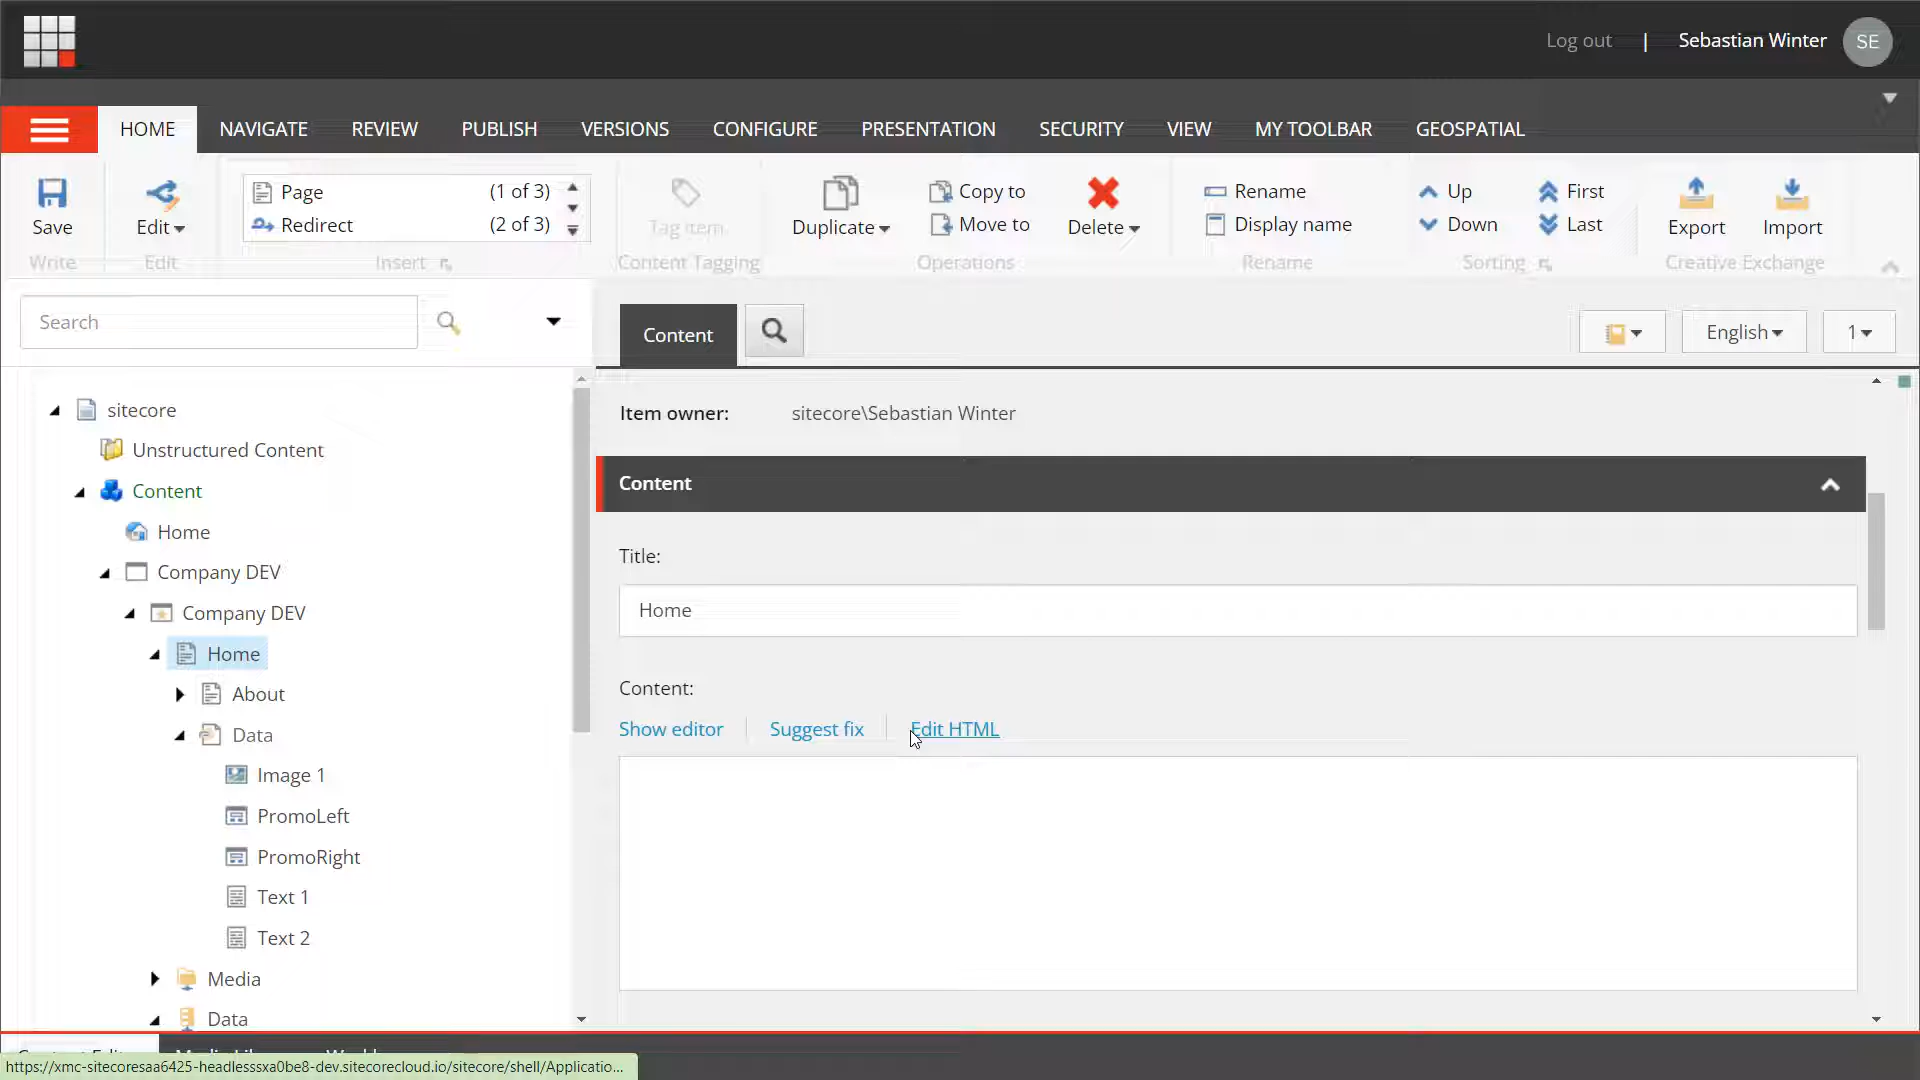 Log out | Sebastian Winter SE
HOME NAVIGATE REVIEW PUBLISH VERSIONS CONFIGURE PRESENTATION SECURITY VIEW MY TOOLBAR GEOSPATIAL
Page (1 of 3)
Redirect (2 of 3)
Save
Edit
Tag item
Duplicate
Copy to
Move to
Delete
Rename
Display name
Up
Down
First
Last
Export
Import
Write
Edit
Insert
Content Tagging
Operations
Rename
Sorting
Creative Exchange
Search
Content
English
1
sitecore
Unstructured Content
Content
Home
Company DEV
Company DEV
Home
About
Data
Image 1
PromoLeft
PromoRight
Text 1
Text 2
Media
Data
Item owner: sitecore\Sebastian Winter
Content
Title:
Home
Content:
Show editor
Suggest fix
Edit HTML
https://xmc-sitecoresaa6425-headlesssxa0be8-dev.sitecorecloud.io/sitecore/shell/Applicatio...